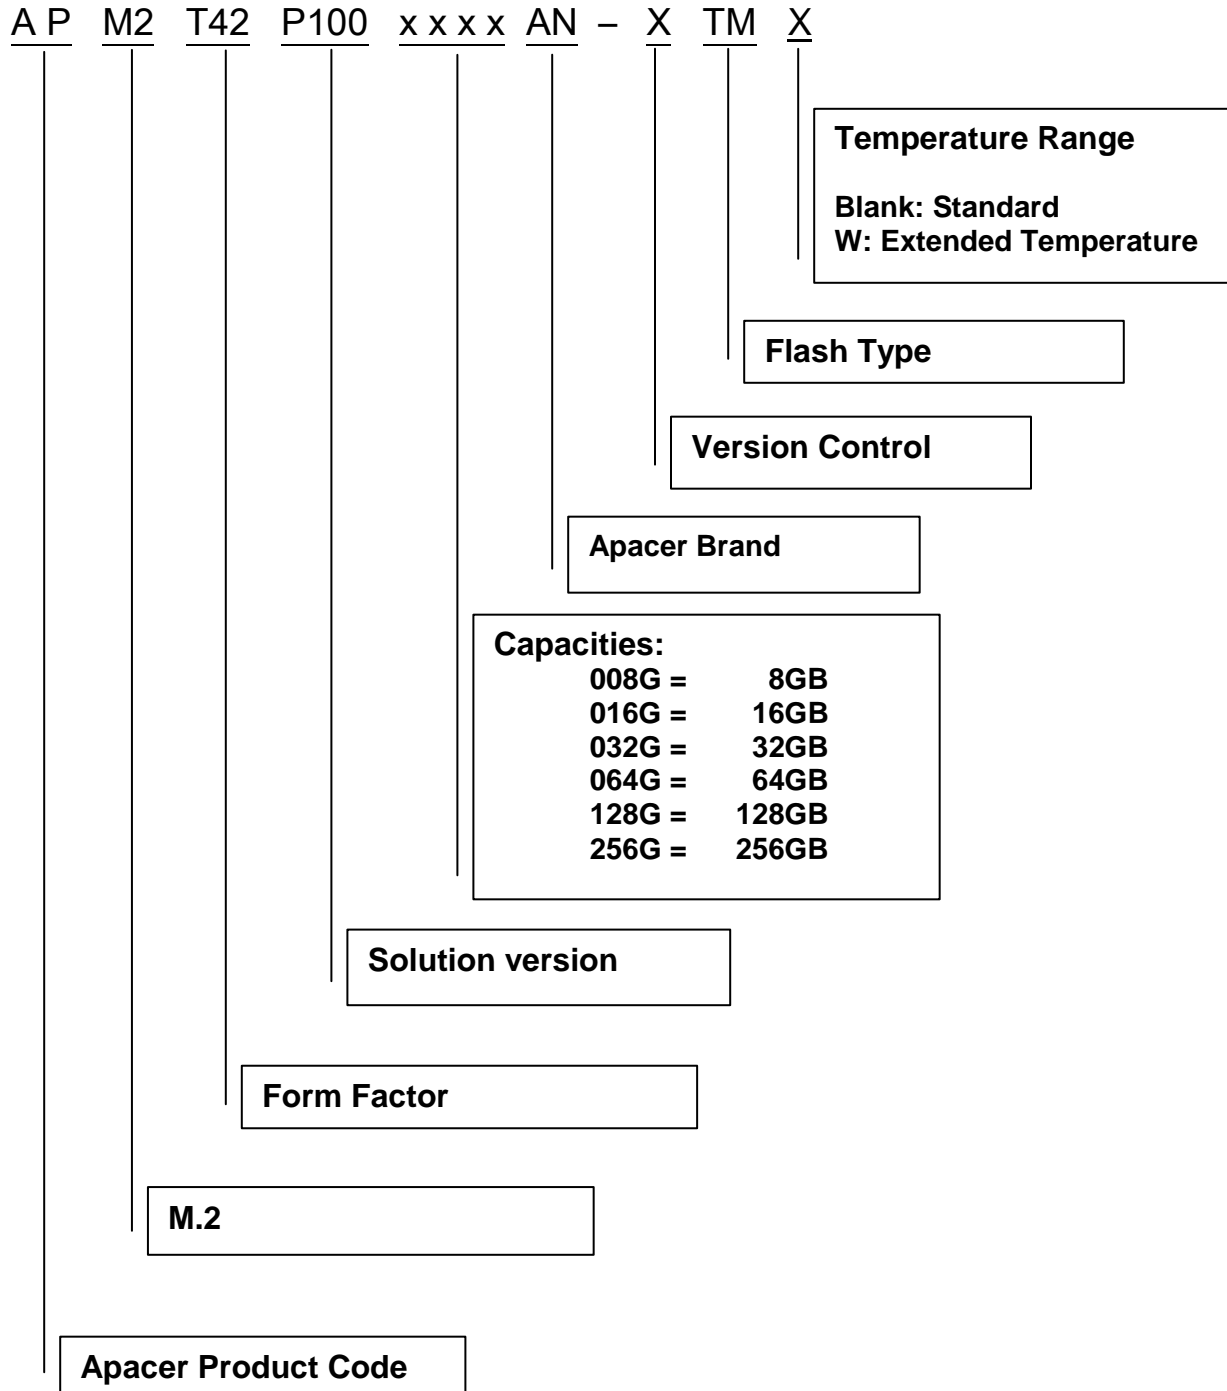 A P M2 T42 P100 x x x x AN – X TM X
Temperature Range
Blank: Standard
W: Extended Temperature
Flash Type
Version Control
Apacer Brand
Capacities:
008G = 8GB
016G = 16GB
032G = 32GB
064G = 64GB
128G = 128GB
256G = 256GB
Solution version
Form Factor
M.2
Apacer Product Code